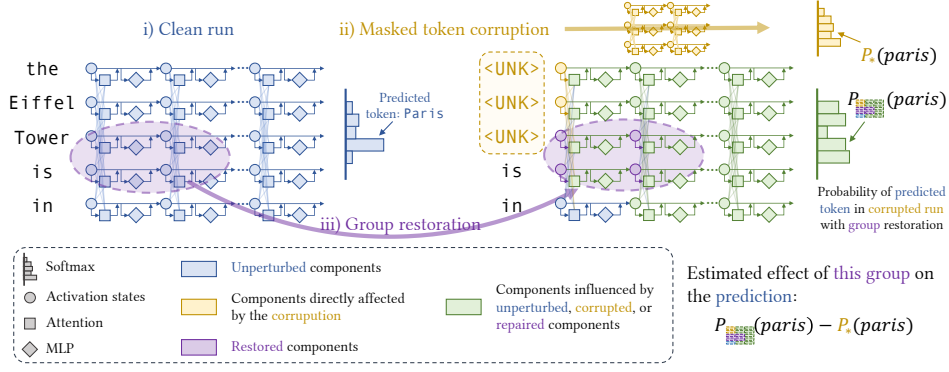 i) Clean run
ii) Masked token corruption
the
Eiffel
Tower
is
in
Predicted
token: Paris
<UNK>
<UNK>
<UNK>
is
in
P*(paris)
P(paris)
Probability of predicted
token in corrupted run
with group restoration
iii) Group restoration
Softmax
Activation states
Attention
MLP
Unperturbed components
Components directly affected
by the corrupution
Restored components
Components influenced by
unperturbed, corrupted, or
repaired components
Estimated effect of this group on
the prediction:
P(paris) − P*(paris)